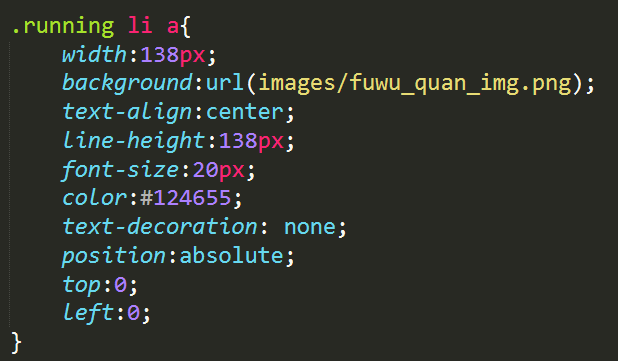 .running li a{
width:138px;
background:url(images/fuwu_quan_img.png);
text-align:center;
line-height:138px;
font-size:20px;
color:#124655;
text-decoration: none;
position:absolute;
top:0;
left:0;
}